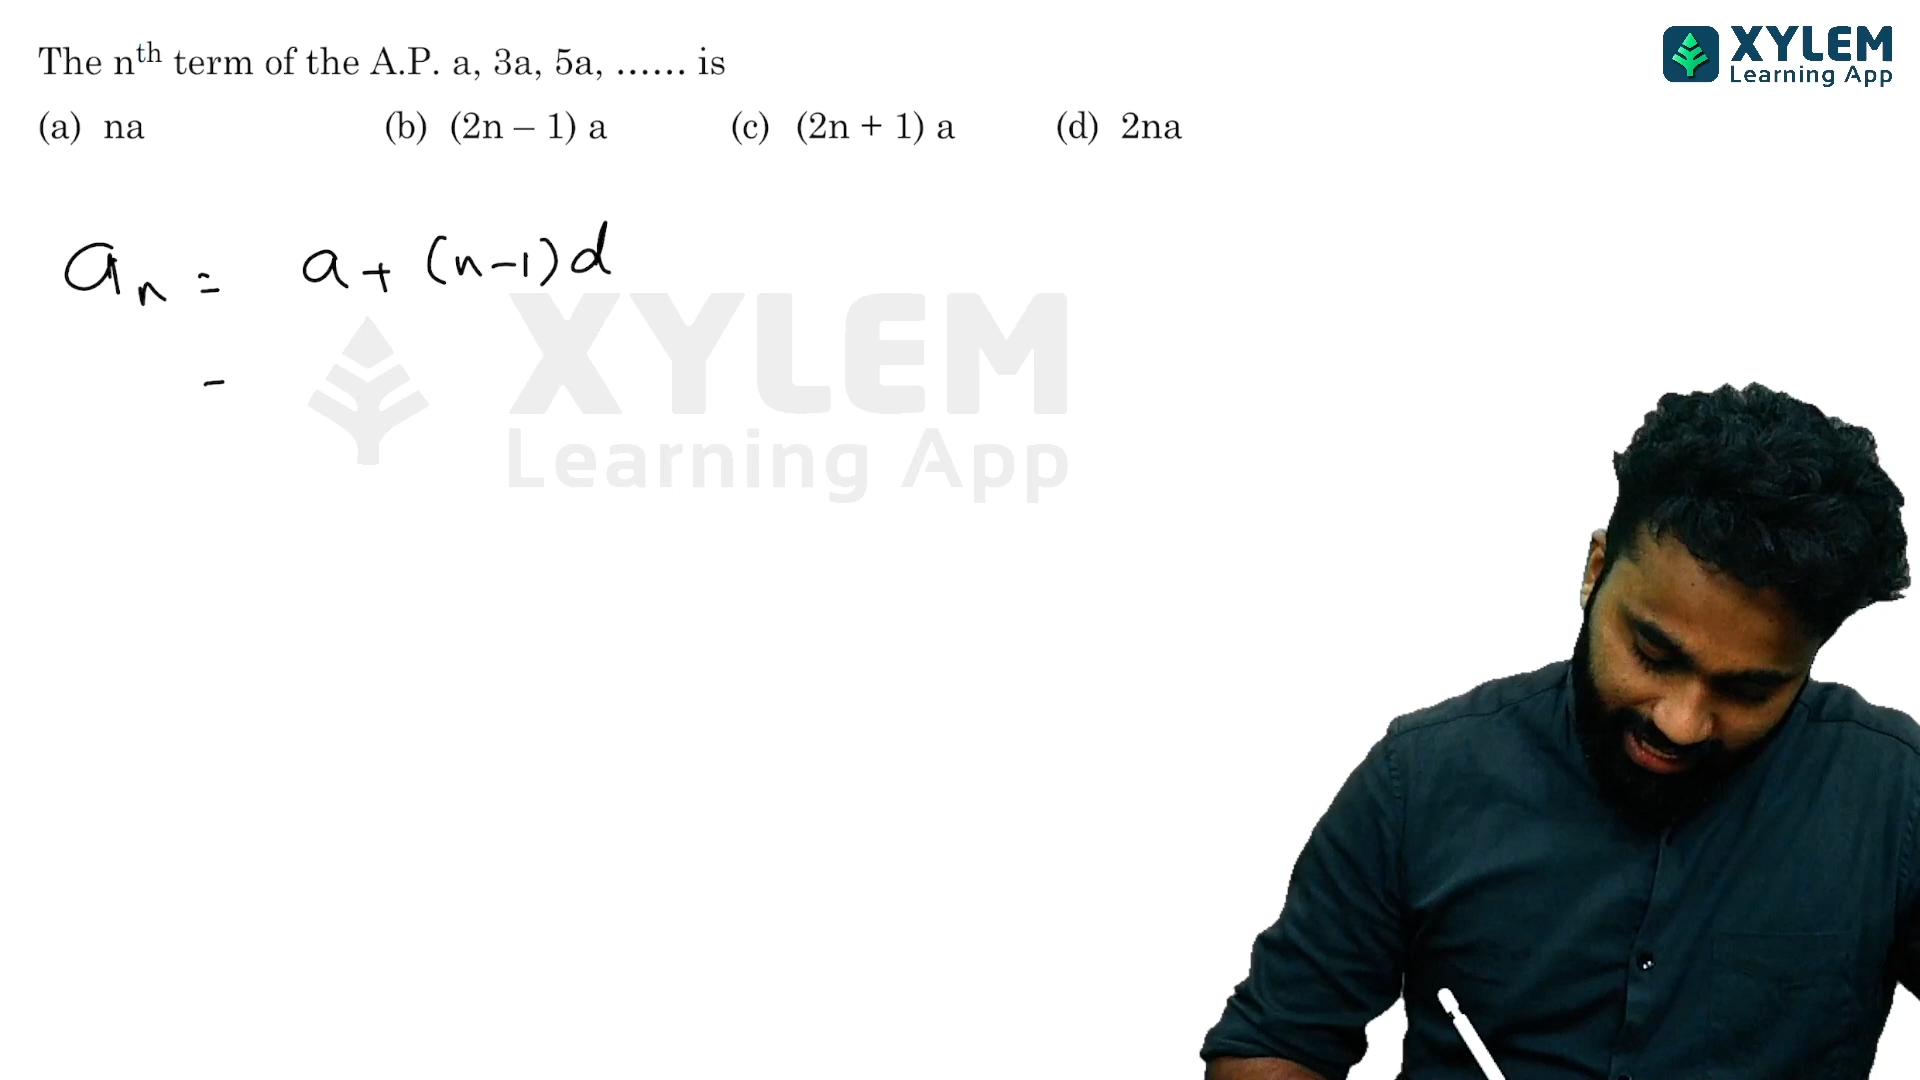 The nth term of the A.P. a, 3a, 5a, ...... is
(a) na (b) (2n – 1) a (c) (2n + 1) a (d) 2na
XYLEM
Learning App
an = a + (n-1)d
-
XYLEM
Learning App